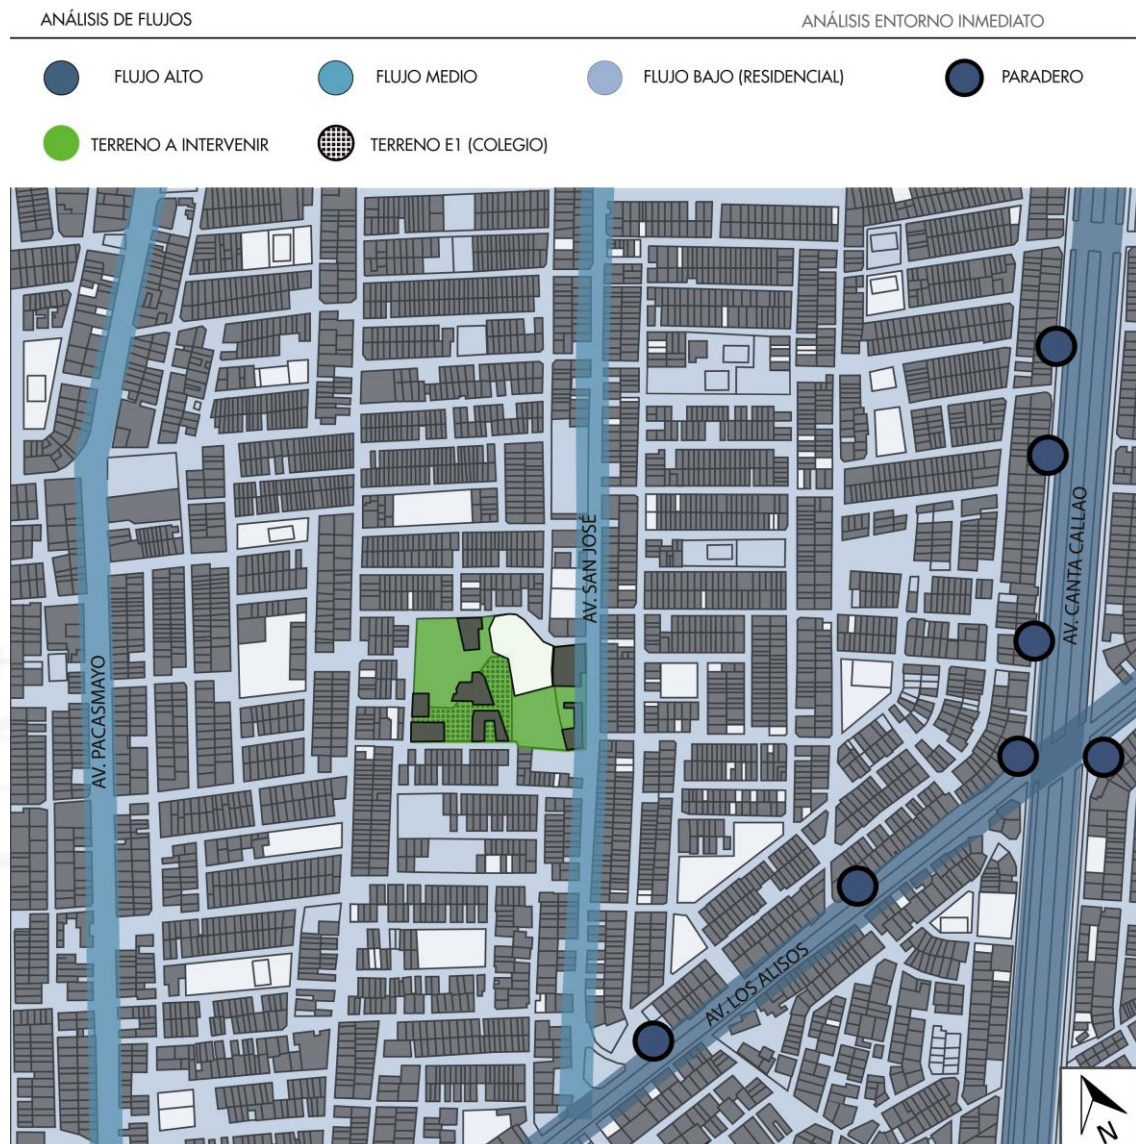 ANÁLISIS DE FLUJOS
ANÁLISIS ENTORNO INMEDIATO
FLUJO ALTO
FLUJO MEDIO
FLUJO BAJO (RESIDENCIAL)
PARADERO
TERRENO A INTERVENIR
TERRENO E1 (COLEGIO)
AV. SAN JOSÉ
AV. CANTA CALLAO
AV. PACASMAYO
AV. LOS ALISOS
N